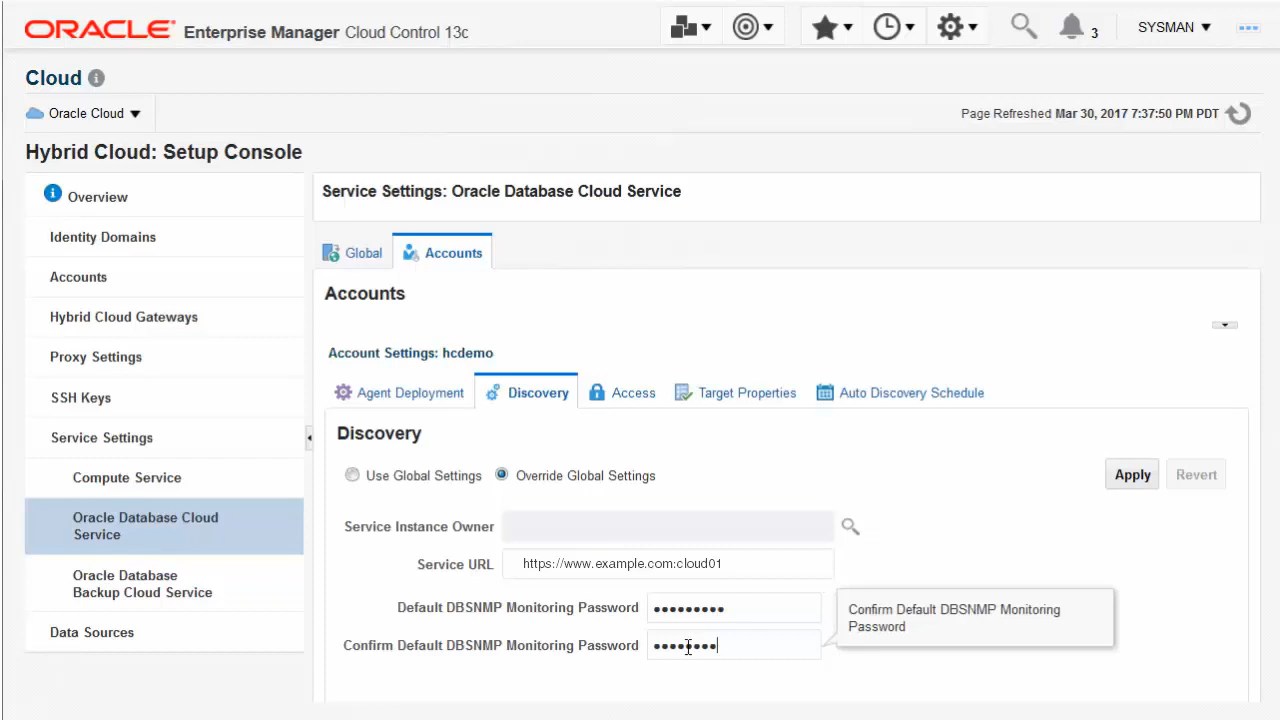 ORACLE Enterprise Manager Cloud Control 13c
3
SYSMAN
Cloud
Oracle Cloud
Page Refreshed Mar 30, 2017 7:37:50 PM PDT
Hybrid Cloud: Setup Console
Overview
Identity Domains
Accounts
Hybrid Cloud Gateways
Proxy Settings
SSH Keys
Service Settings
Compute Service
Oracle Database Cloud
Service
Oracle Database
Backup Cloud Service
Data Sources
Service Settings: Oracle Database Cloud Service
Global Accounts
Accounts
Account Settings: hcdemo
Agent Deployment Discovery Access Target Properties Auto Discovery Schedule
Discovery
Use Global Settings Override Global Settings
Apply Revert
Service Instance Owner
Service URL https://www.example.com:cloud01
Default DBSNMP Monitoring Password •••••••••
Confirm Default DBSNMP Monitoring Password ••••••••
Confirm Default DBSNMP Monitoring
Password